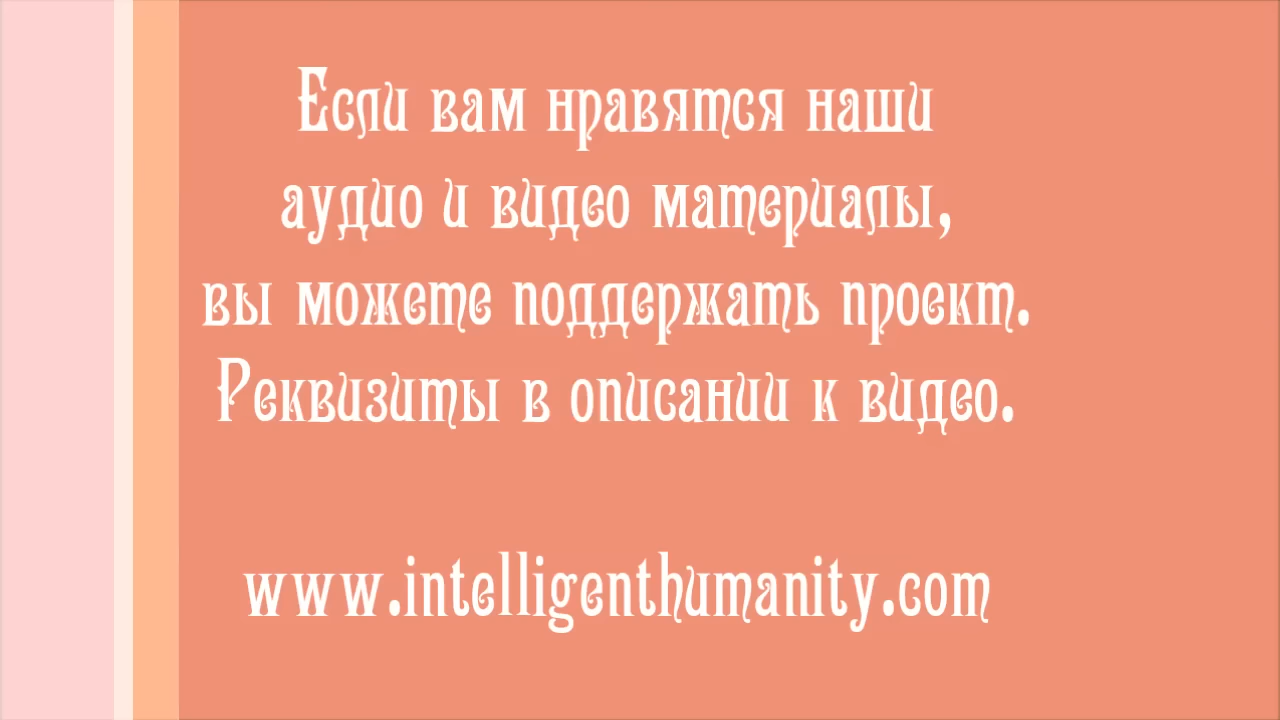 Если вам нравятся наши
аудио и видео материалы,
вы можете поддержать проект.
Реквизиты в описании к видео.
www.intelligenthumanity.com